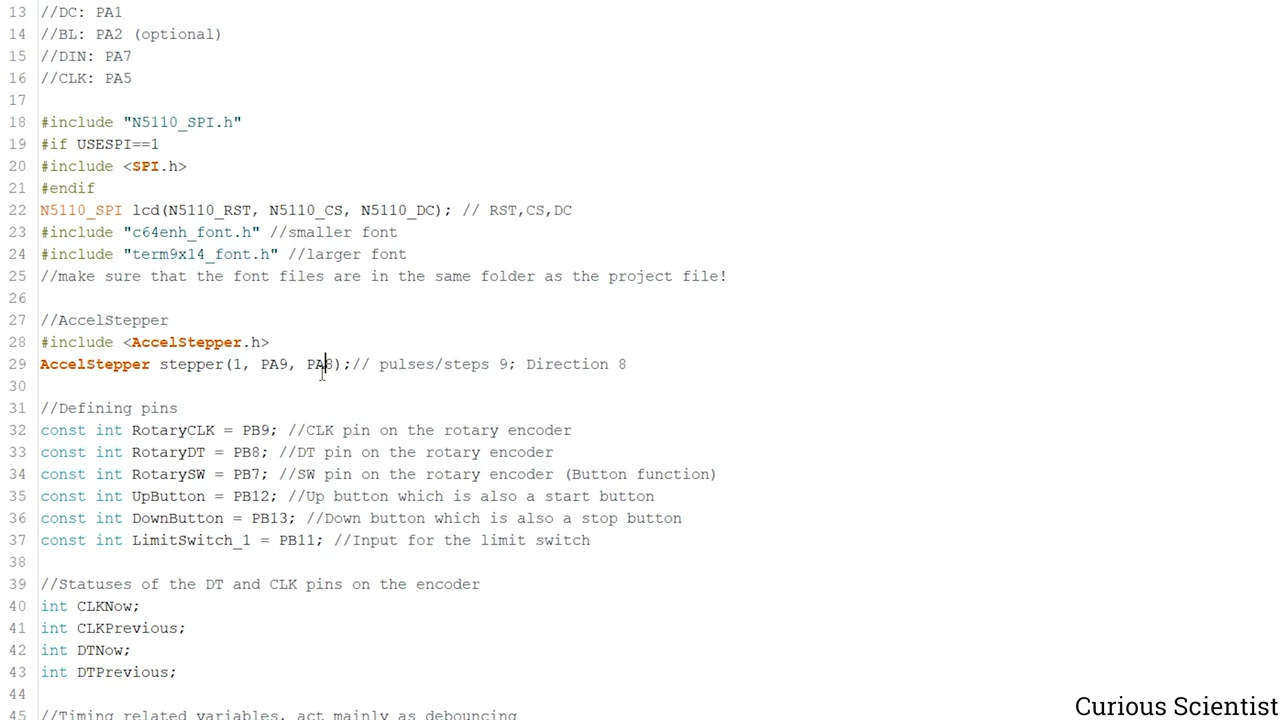 13 //DC: PA1
14 //BL: PA2 (optional)
15 //DIN: PA7
16 //CLK: PA5
17
18 #include "N5110_SPI.h"
19 #if USESPI==1
20 #include <SPI.h>
21 #endif
22 N5110_SPI lcd(N5110_RST, N5110_CS, N5110_DC); // RST,CS,DC
23 #include "c64enh_font.h" //smaller font
24 #include "term9x14_font.h" //larger font
25 //make sure that the font files are in the same folder as the project file!
26
27 //AccelStepper
28 #include <AccelStepper.h>
29 AccelStepper stepper(1, PA9, PA8);// pulses/steps 9; Direction 8
30
31 //Defining pins
32 const int RotaryCLK = PB9; //CLK pin on the rotary encoder
33 const int RotaryDT = PB8; //DT pin on the rotary encoder
34 const int RotarySW = PB7; //SW pin on the rotary encoder (Button function)
35 const int UpButton = PB12; //Up button which is also a start button
36 const int DownButton = PB13; //Down button which is also a stop button
37 const int LimitSwitch_1 = PB11; //Input for the limit switch
38
39 //Statuses of the DT and CLK pins on the encoder
40 int CLKNow;
41 int CLKPrevious;
42 int DTNow;
43 int DTPrevious;
44
45 //Timing related variables, act mainly as debouncing
Curious Scientist